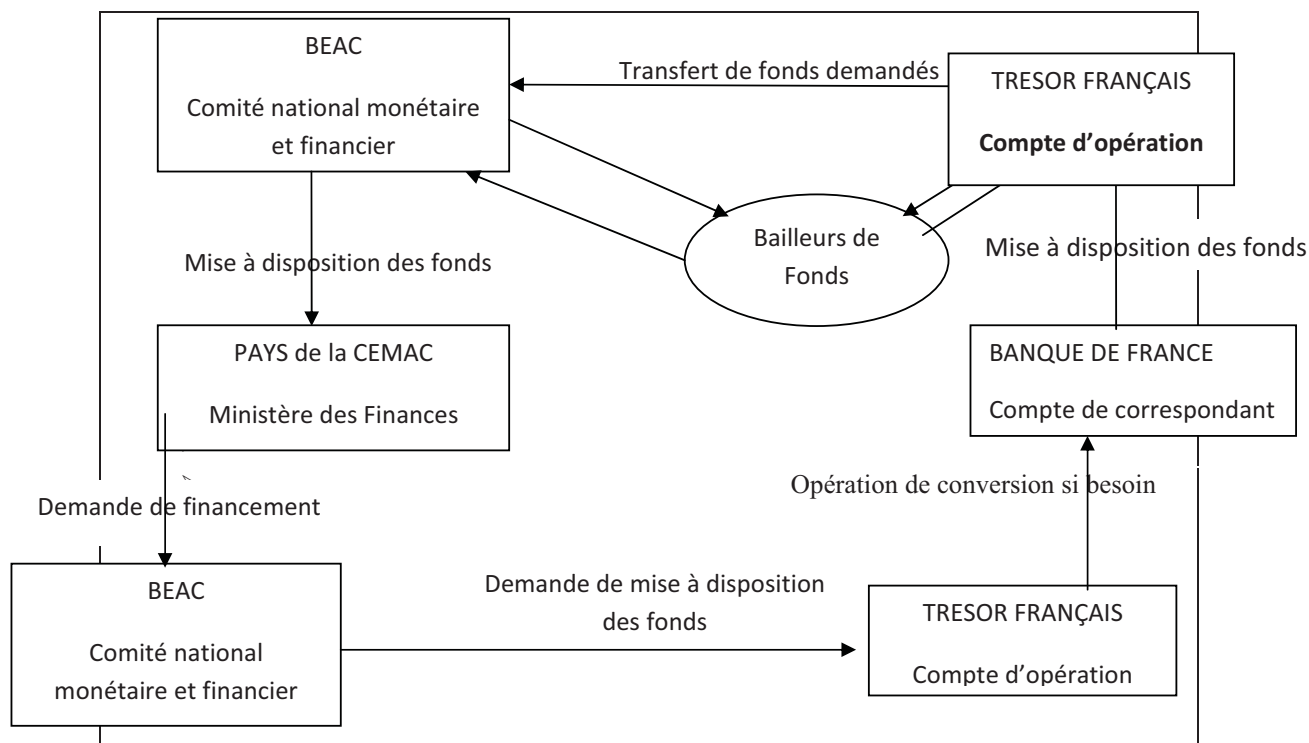 BEAC
Comité national monétaire
et financier
Transfert de fonds demandés
TRESOR FRANÇAIS
Compte d’opération
Bailleurs de
Fonds
Mise à disposition des fonds
Mise à disposition des fonds
PAYS de la CEMAC
Ministère des Finances
BANQUE DE FRANCE
Compte de correspondant
Demande de financement
Opération de conversion si besoin
BEAC
Comité national
monétaire et financier
Demande de mise à disposition
des fonds
TRESOR FRANÇAIS
Compte d’opération